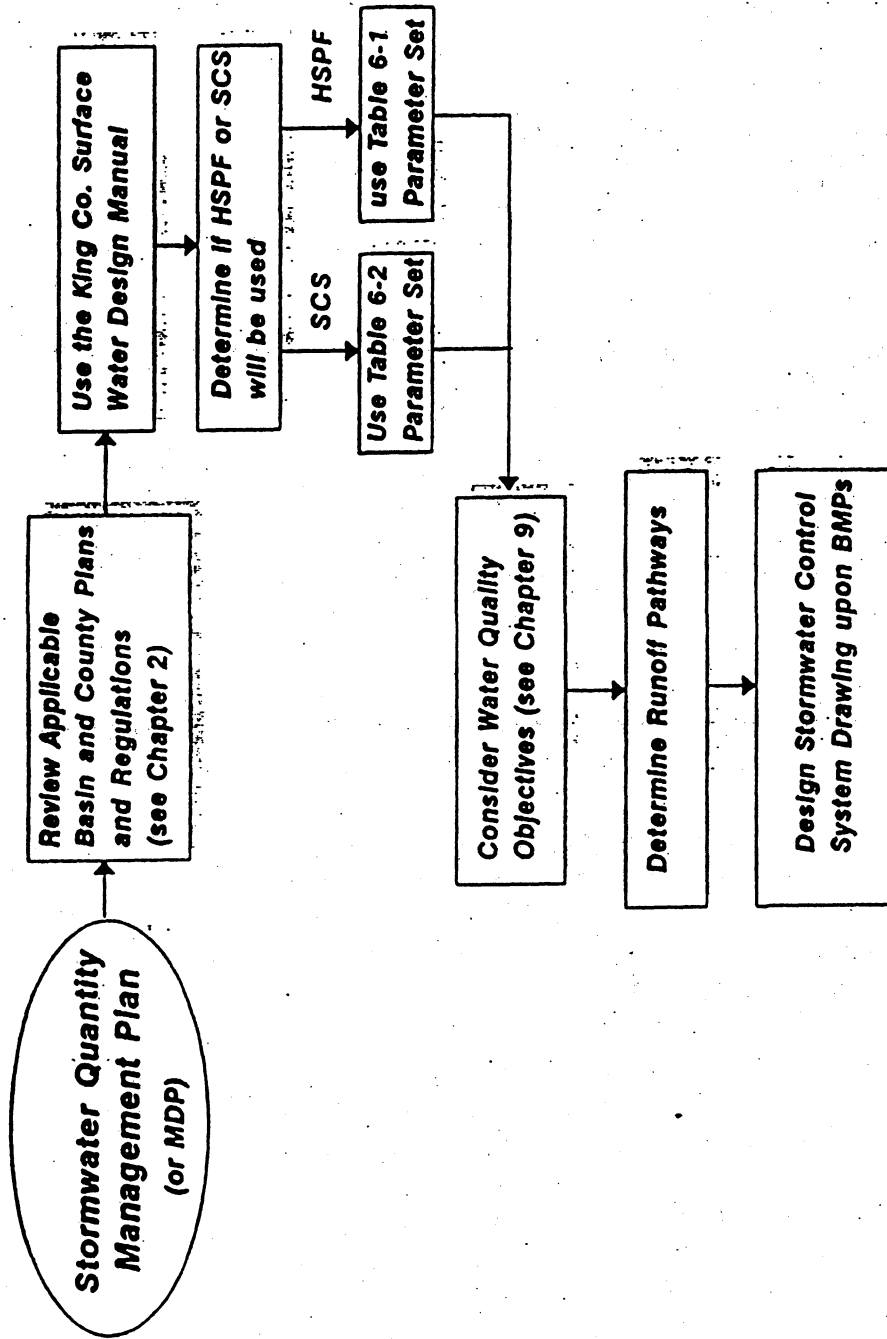 Stormwater Quantity
Management Plan
(or MDP)
Review Applicable
Basin and County Plans
and Regulations
(see Chapter 2)
Use the King Co. Surface
Water Design Manual
Determine if HSPF or SCS
will be used
SCS
HSPF
Use Table 6-2
Parameter Set
use Table 6-1
Parameter Set
Consider Water Quality
Objectives (see Chapter 9)
Determine Runoff Pathways
Design Stormwater Control
System Drawing upon BMPs